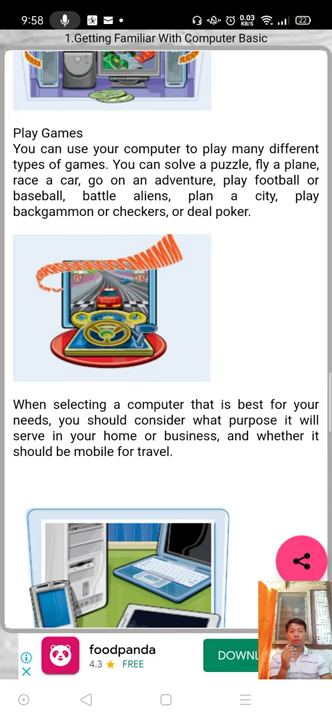 9:58
0.03
KB/S
22
1.Getting Familiar With Computer Basic
Play Games
You can use your computer to play many different
types of games. You can solve a puzzle, fly a plane,
race a car, go on an adventure, play football or
baseball, battle aliens, plan a city, play
backgammon or checkers, or deal poker.
When selecting a computer that is best for your
needs, you should consider what purpose it will
serve in your home or business, and whether it
should be mobile for travel.
foodpanda
4.3 ★ FREE
DOWNL